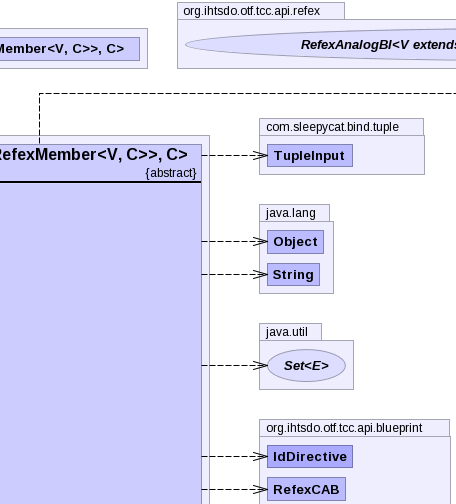 org.ihtsdo.otf.tcc.api.refex
Member<V, C>>, C>
RefexAnalogBI<V extends
com.sleepycat.bind.tuple
RefexMember<V, C>>, C>
TupleInput
{abstract}
java.lang
Object
String
java.util
Set<E>
org.ihtsdo.otf.tcc.api.blueprint
IdDirective
RefexCAB